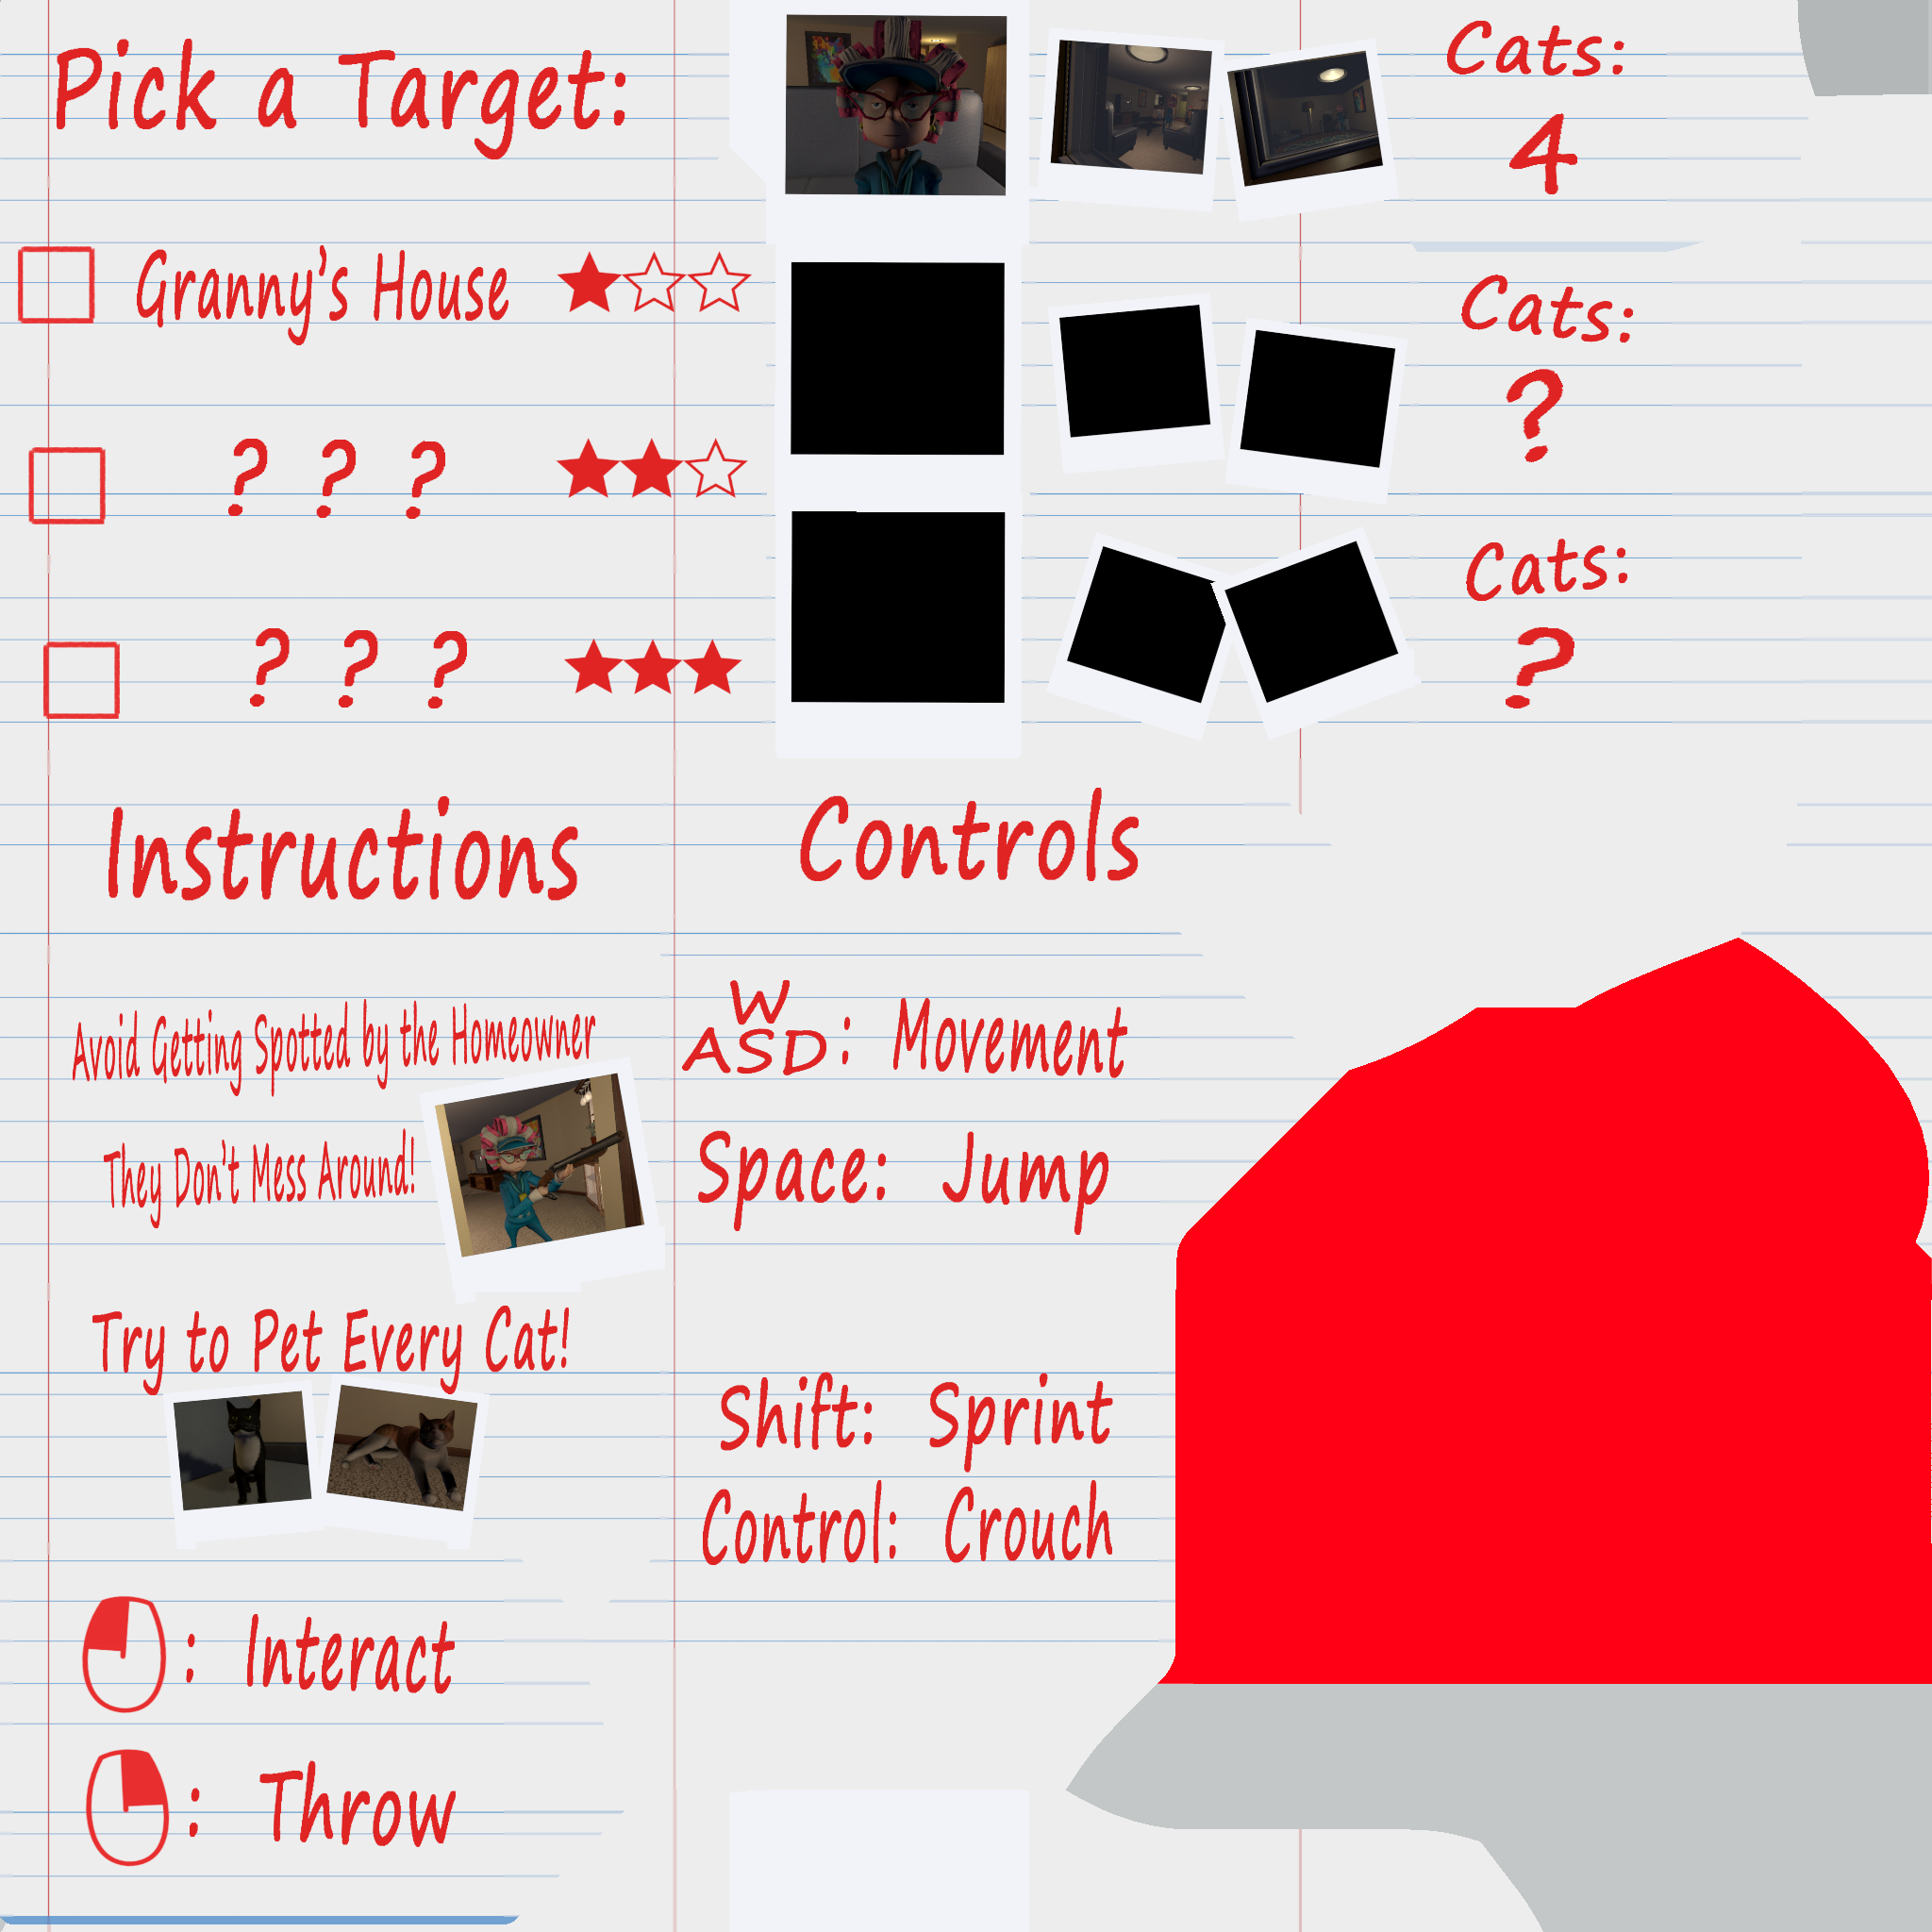 Pick a Target:
Granny's House
? ? ?
? ? ?
Cats:
4
Cats:
?
Cats:
?
Instructions
Avoid Getting Spotted by the Homeowner
They Don't Mess Around!
Try to Pet Every Cat!
: Interact
: Throw
Controls
W
ASD: Movement
Space: Jump
Shift: Sprint
Control: Crouch